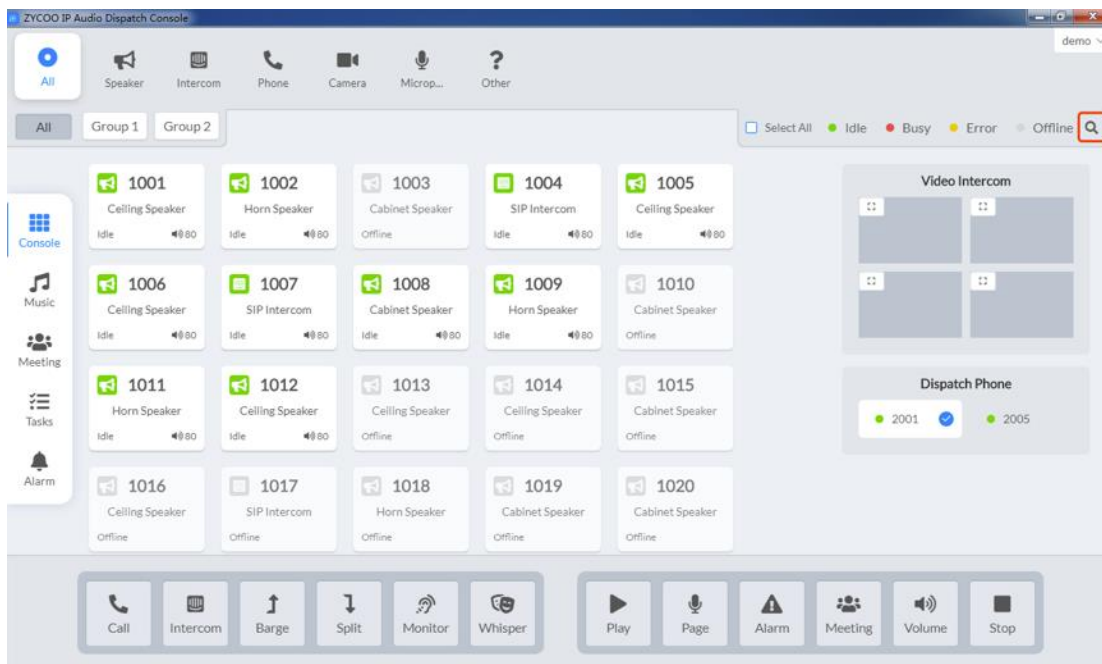 ZYCOO IP Audio Dispatch Console
demo
All Speaker Intercom Phone Camera Microp... ? Other
All Group 1 Group 2 Select All Idle Busy Error Offline
1001 1002 1003 1004 1005
Ceiling Speaker Horn Speaker Cabinet Speaker SIP Intercom Ceiling Speaker
Idle 80 Idle 80 Offline Idle 80 Idle 80
1006 1007 1008 1009 1010
Ceiling Speaker SIP Intercom Cabinet Speaker Horn Speaker Cabinet Speaker
Idle 80 Idle 80 Idle 80 Idle 80 Offline
1011 1012 1013 1014 1015
Horn Speaker Ceiling Speaker Ceiling Speaker Ceiling Speaker Cabinet Speaker
Idle 80 Idle 80 Offline Offline Offline
1016 1017 1018 1019 1020
Ceiling Speaker SIP Intercom Horn Speaker Cabinet Speaker Cabinet Speaker
Offline Offline Offline Offline Offline
Console
Music
Meeting
Tasks
Alarm
Video Intercom
Dispatch Phone
2001 2005
Call Intercom Barge Split Monitor Whisper Play Page Alarm Meeting Volume Stop